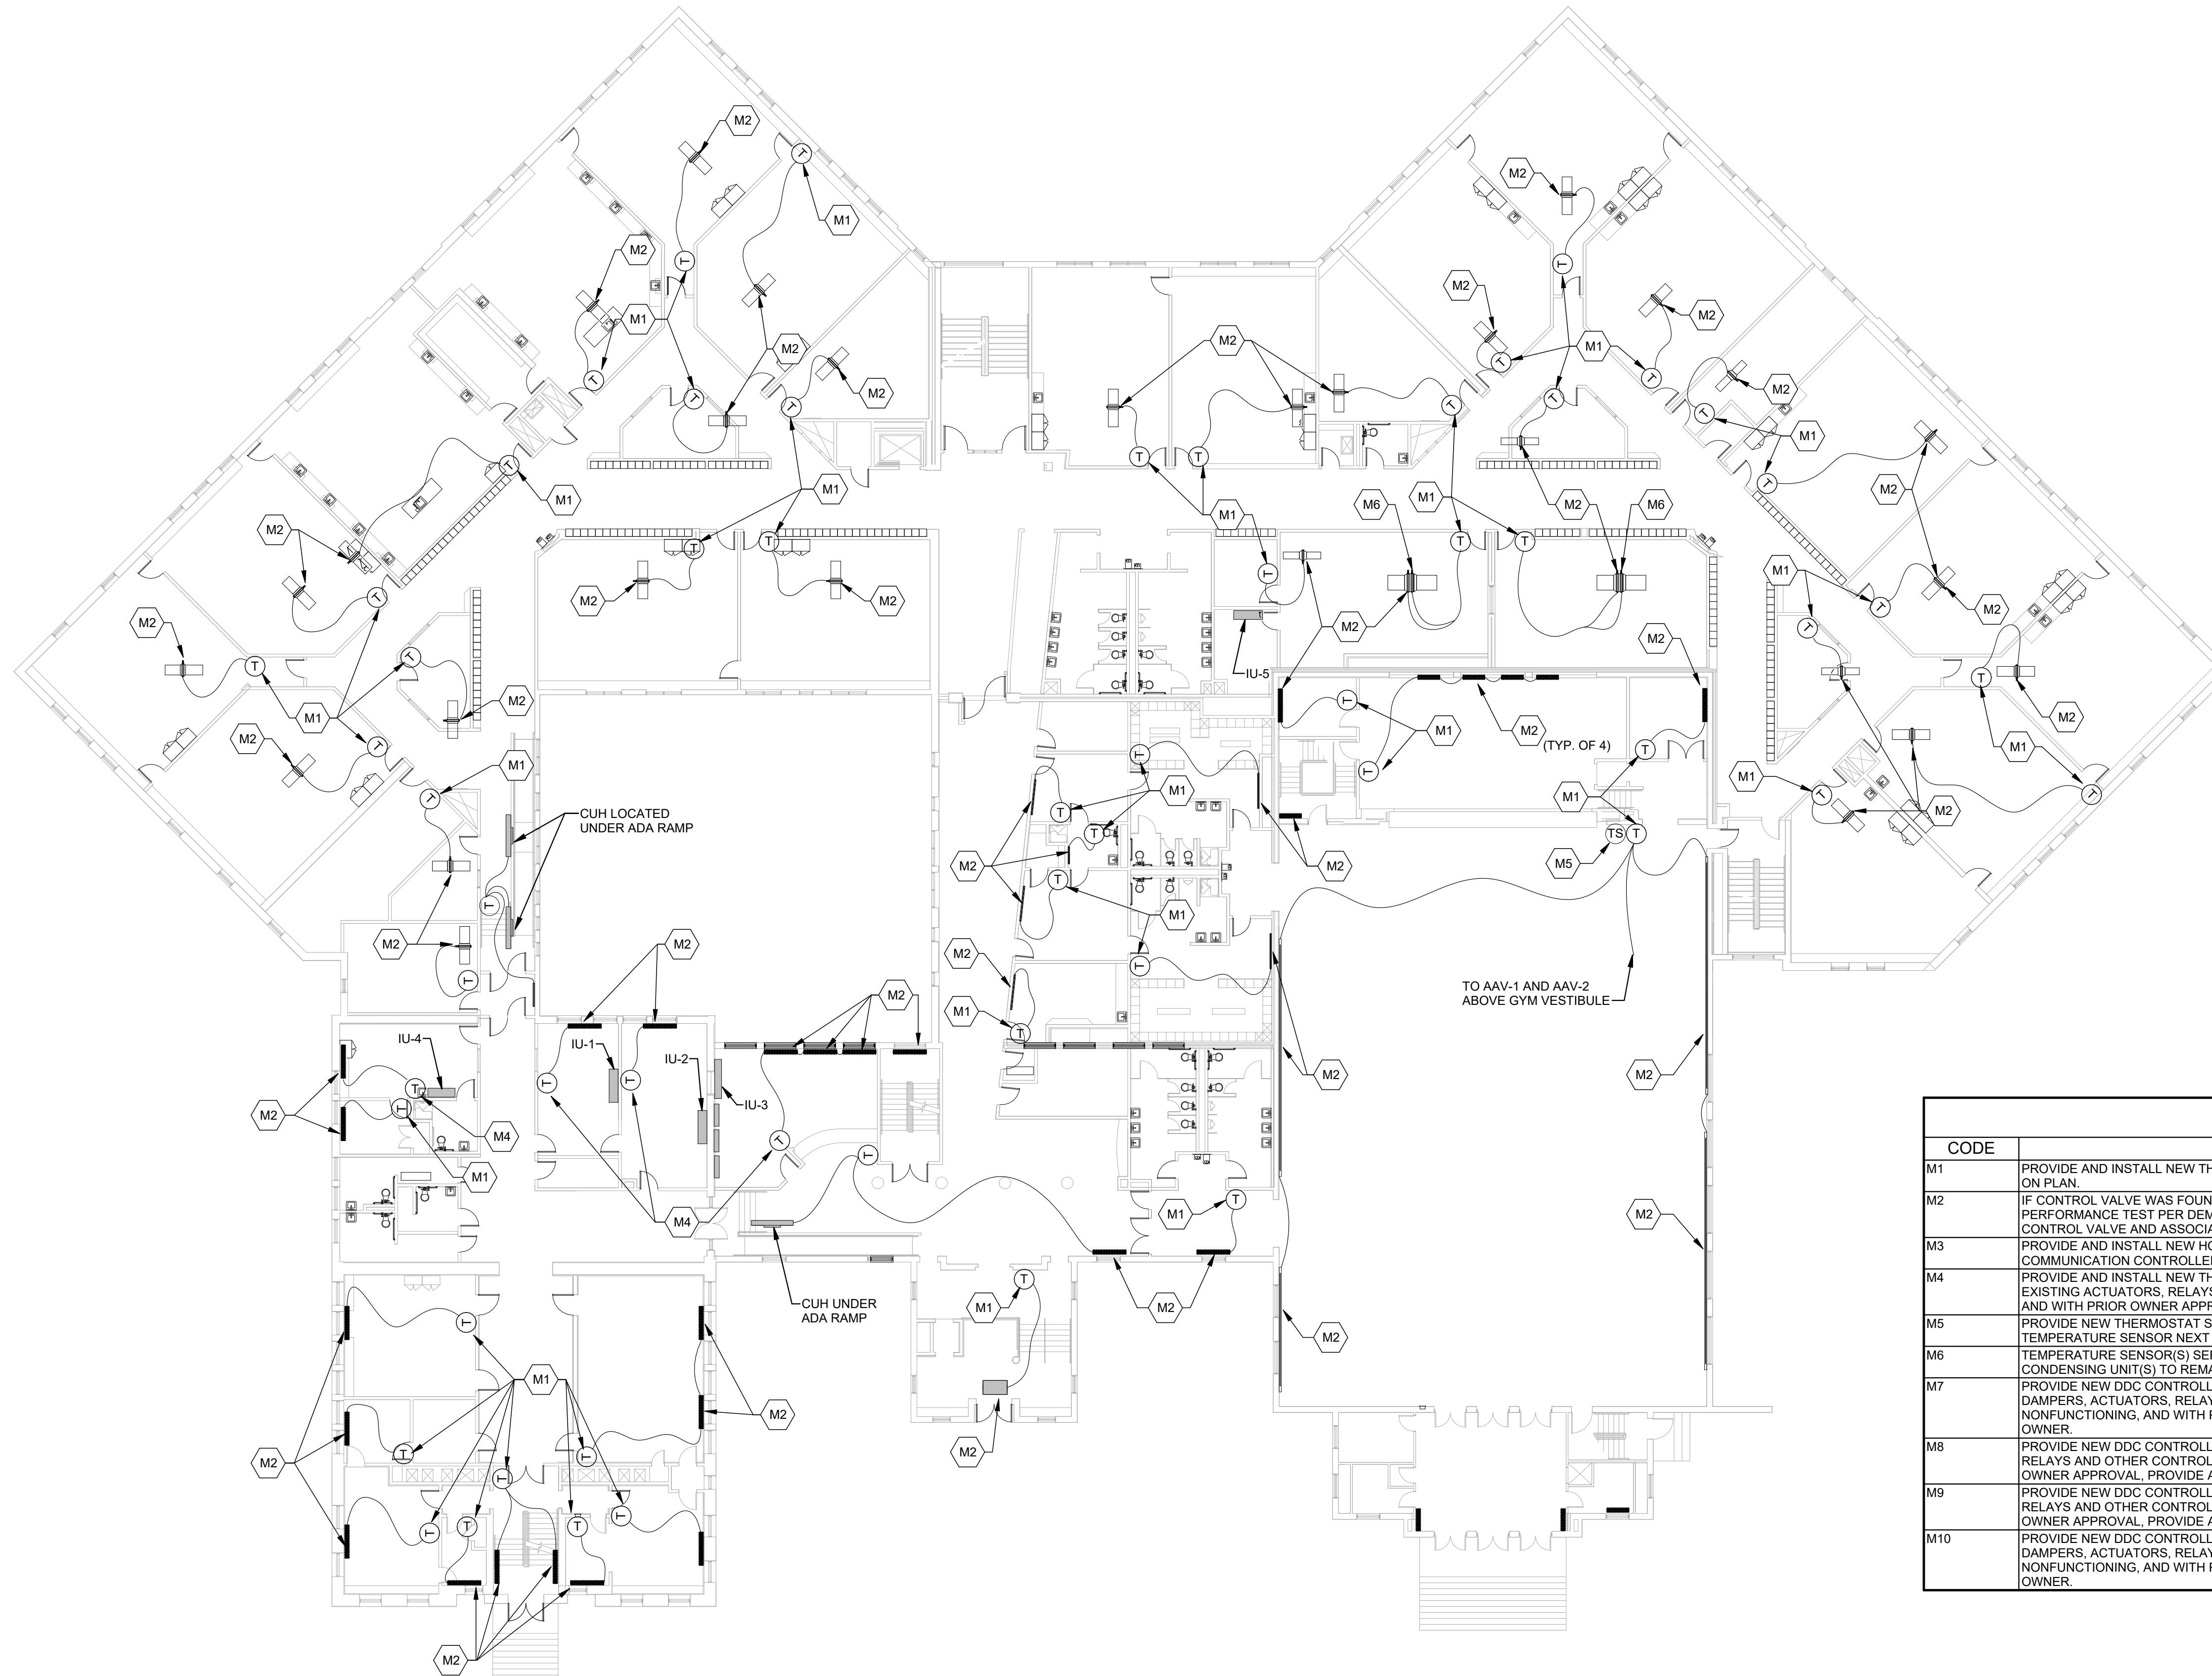 M2
T
M2
M1
M2
T
T
M2
M2
M1
M2
M1
M2
T
T
T
M2
M2
T
T
T
T
T
M1
T
T
T
T
M1
M2
M1
M1
M6
M2
M6
M1
M2
T
T
T
T
M1
T
T
M2
M2
T
M2
M2
M2
T
M2
T
T
IU-5
T
M2
T
M1
M2
M1
M2
M2
T
(TYP. OF 4)
M1
T
T
M1
T
M1
M1
T
T
M1
T
M2
T
CUH LOCATED
UNDER ADA RAMP
TS
T
T
M5
M2
M2
T
T
M1
M2
M2
M2
T
T
TO AAV-1 AND AAV-2
ABOVE GYM VESTIBULE
M2
M1
T
IU-4
IU-1
IU-2
M2
M2
T
T
T
IU-3
T
M2
M4
T
T
M1
T
M1
M2
M4
T
CUH UNDER
ADA RAMP
M1
M2
T
M2
M1
M2
M2
T
T
M2
T
T
T
T
T
M2
CODE
M1 PROVIDE AND INSTALL NEW TH
ON PLAN.
M2 IF CONTROL VALVE WAS FOUN
PERFORMANCE TEST PER DEM
CONTROL VALVE AND ASSOCIA
M3 PROVIDE AND INSTALL NEW HO
COMMUNICATION CONTROLLE
M4 PROVIDE AND INSTALL NEW TH
EXISTING ACTUATORS, RELAYS
AND WITH PRIOR OWNER APPR
M5 PROVIDE NEW THERMOSTAT S
TEMPERATURE SENSOR NEXT
M6 TEMPERATURE SENSOR(S) SE
CONDENSING UNIT(S) TO REMA
M7 PROVIDE NEW DDC CONTROLL
DAMPERS, ACTUATORS, RELAY
NONFUNCTIONING, AND WITH
OWNER.
M8 PROVIDE NEW DDC CONTROLL
RELAYS AND OTHER CONTROL
OWNER APPROVAL, PROVIDE A
M9 PROVIDE NEW DDC CONTROLL
RELAYS AND OTHER CONTROL
OWNER APPROVAL, PROVIDE A
M10 PROVIDE NEW DDC CONTROLL
DAMPERS, ACTUATORS, RELAY
NONFUNCTIONING, AND WITH
OWNER.